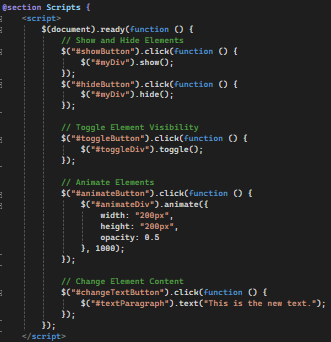 @section Scripts {
<script>
$(document).ready(function () {
// Show and Hide Elements
$("#showButton").click(function () {
$("#myDiv").show();
});
$("#hideButton").click(function () {
$("#myDiv").hide();
});
// Toggle Element Visibility
$("#toggleButton").click(function () {
$("#toggleDiv").toggle();
});
// Animate Elements
$("#animateButton").click(function () {
$("#animateDiv").animate({
width: "200px",
height: "200px",
opacity: 0.5
}, 1000);
});
// Change Element Content
$("#changeTextButton").click(function () {
$("#textParagraph").text("This is the new text.");
});
});
</script>